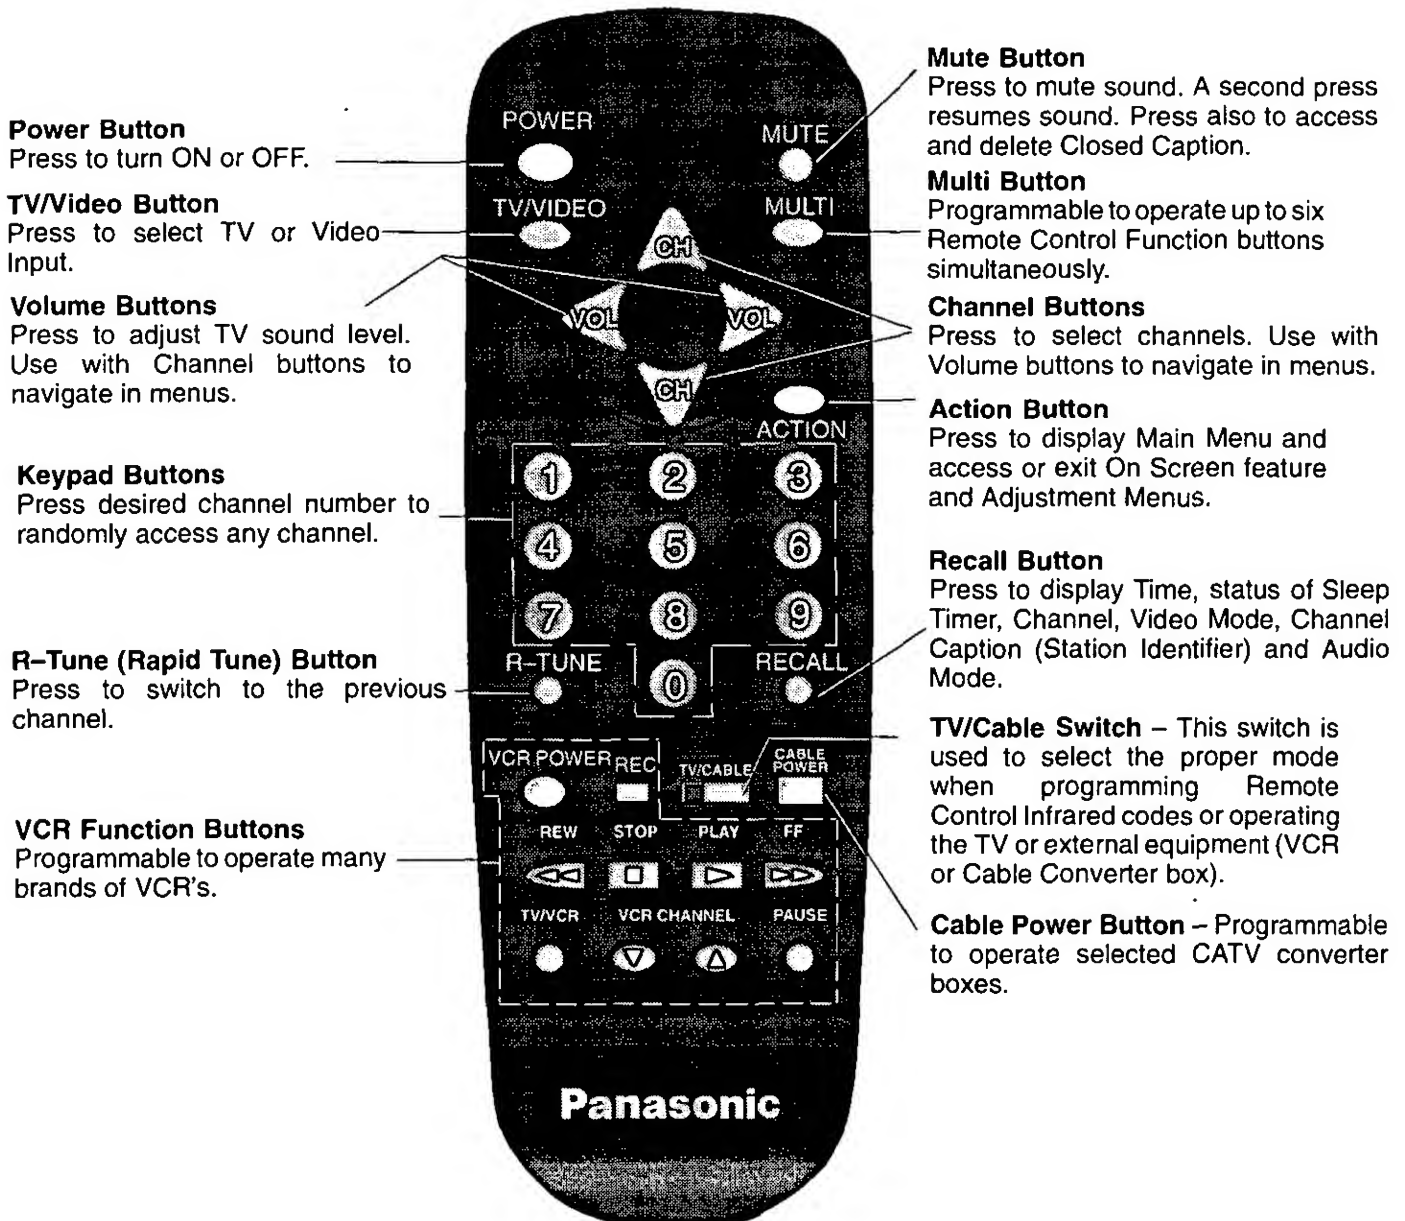 Power Button
Press to turn ON or OFF.
TV/Video Button
Press to select TV or Video
Input.
Volume Buttons
Press to adjust TV sound level.
Use with Channel buttons to
navigate in menus.
Keypad Buttons
Press desired channel number to
randomly access any channel.
R–Tune (Rapid Tune) Button
Press to switch to the previous
channel.
VCR Function Buttons
Programmable to operate many
brands of VCR's.
POWER
MUTE
TV/VIDEO
MULTI
CH
VOL
VOL
CH
ACTION
1 2 3
4 5 6
7 8 9
R–TUNE
0
RECALL
VCR POWER
REC
TV/CABLE
CABLE
POWER
REW STOP PLAY FF
TV/VCR VCR CHANNEL PAUSE
Panasonic
Mute Button
Press to mute sound. A second press
resumes sound. Press also to access
and delete Closed Caption.
Multi Button
Programmable to operate up to six
Remote Control Function buttons
simultaneously.
Channel Buttons
Press to select channels. Use with
Volume buttons to navigate in menus.
Action Button
Press to display Main Menu and
access or exit On Screen feature
and Adjustment Menus.
Recall Button
Press to display Time, status of Sleep
Timer, Channel, Video Mode, Channel
Caption (Station Identifier) and Audio
Mode.
TV/Cable Switch – This switch is
used to select the proper mode
when programming Remote
Control Infrared codes or operating
the TV or external equipment (VCR
or Cable Converter box).
Cable Power Button – Programmable
to operate selected CATV converter
boxes.